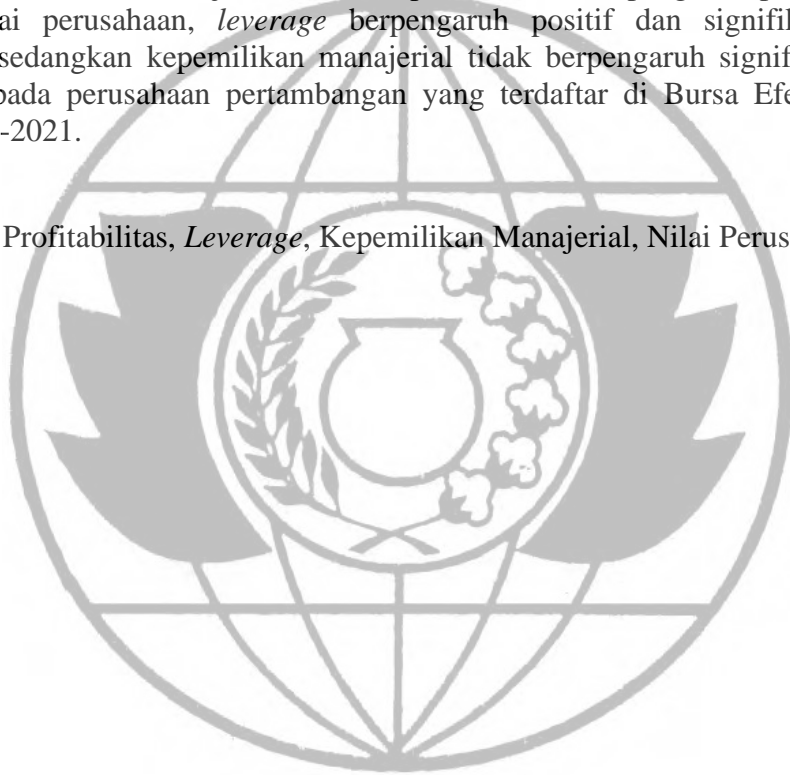 ai perusahaan, leverage berpengaruh positif dan signifi
sedangkan kepemilikan manajerial tidak berpengaruh signif
pada perusahaan pertambangan yang terdaftar di Bursa Efe
-2021.
Profitabilitas, Leverage, Kepemilikan Manajerial, Nilai Perus